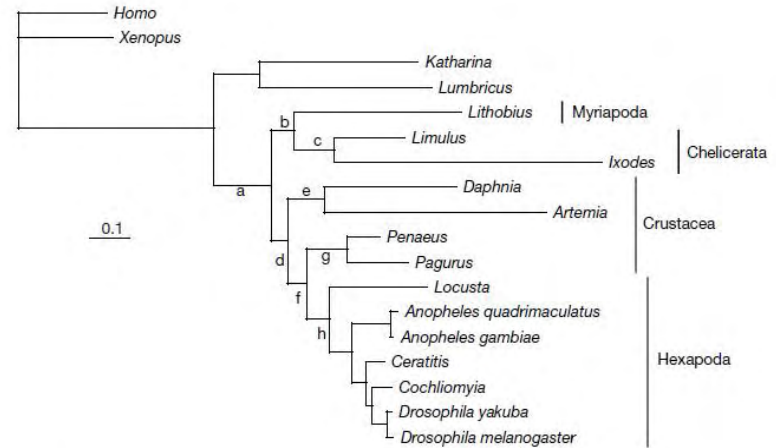 Homo
Xenopus
Katharina
Lumbricus
b Lithobius Myriapoda
c Limulus Chelicerata
Ixodes
a e Daphnia
0.1 Artemia Crustacea
Penaeus
d g Pagurus
f Locusta
h Anopheles quadrimaculatus
Anopheles gambiae
Ceratitis Hexapoda
Cochliomyia
Drosophila yakuba
Drosophila melanogaster